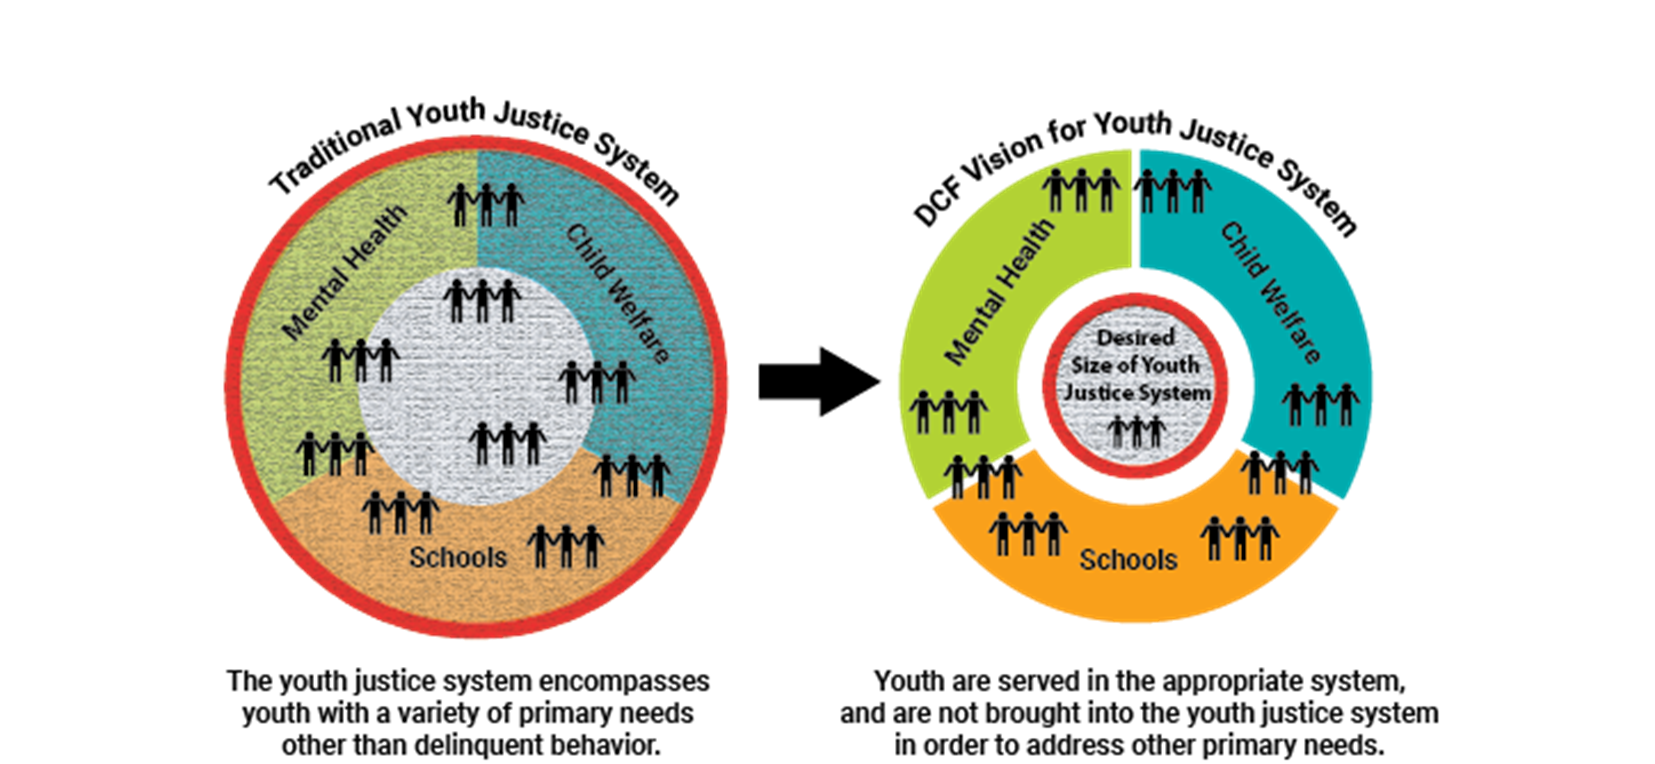 Traditional Youth Justice System
Mental Health
Child Welfare
Schools
The youth justice system encompasses
youth with a variety of primary needs
other than delinquent behavior.
DCF Vision for Youth Justice System
Mental Health
Child Welfare
Desired
Size of Youth
Justice System
Schools
Youth are served in the appropriate system,
and are not brought into the youth justice system
in order to address other primary needs.